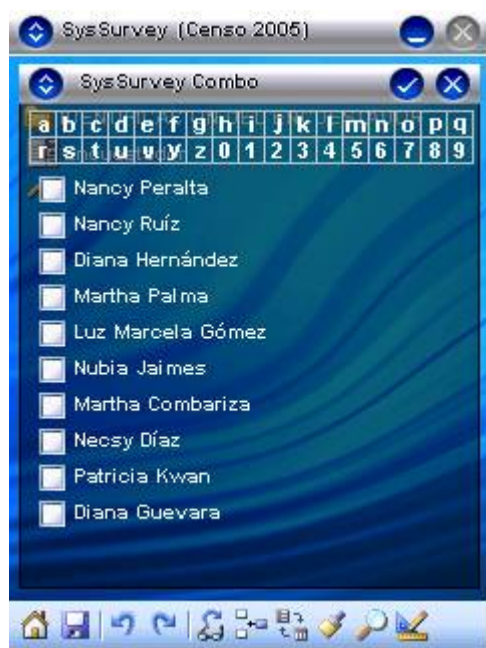 SysSurvey (Censo 2005)
SysSurvey Combo
a b c d e f g h i j k l m n o p q
r s t u v y z 0 1 2 3 4 5 6 7 8 9
Nancy Peralta
Nancy Ruíz
Diana Hernández
Martha Palma
Luz Marcela Gómez
Nubia Jaimes
Martha Combariza
Necsy Díaz
Patricia Kwan
Diana Guevara